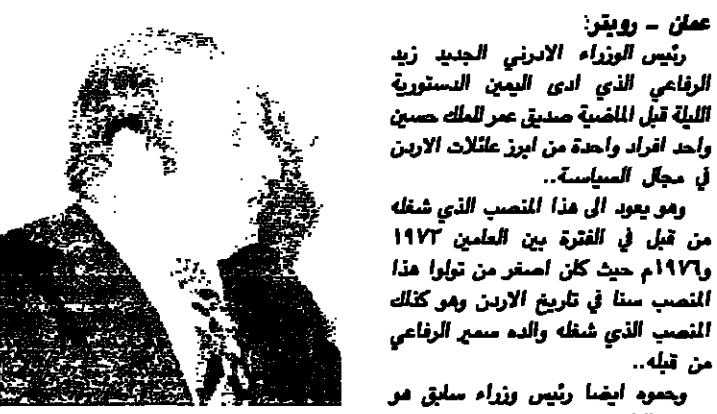 عمان - رويتر:
رئيس الوزراء الاردني الجديد زيد
الرفاعي الذي ادى اليمين الدستورية
الليلة قبل الماضية صديق عمر للملك حسين
واحد افراد واحدة من ابرز عائلات الاردن
في مجال السياسة..
وهو يعود الى هذا المنصب الذي شغله
من قبل في الفترة بين العامين ١٩٧٣
و١٩٧٦م حيث كان اصغر من تولوا هذا
المنصب سنا في تاريخ الاردن وهو كذلك
المنصب الذي شغله والده سمير الرفاعي
من قبله..
وحموه ايضا رئيس وزراء سابق هو